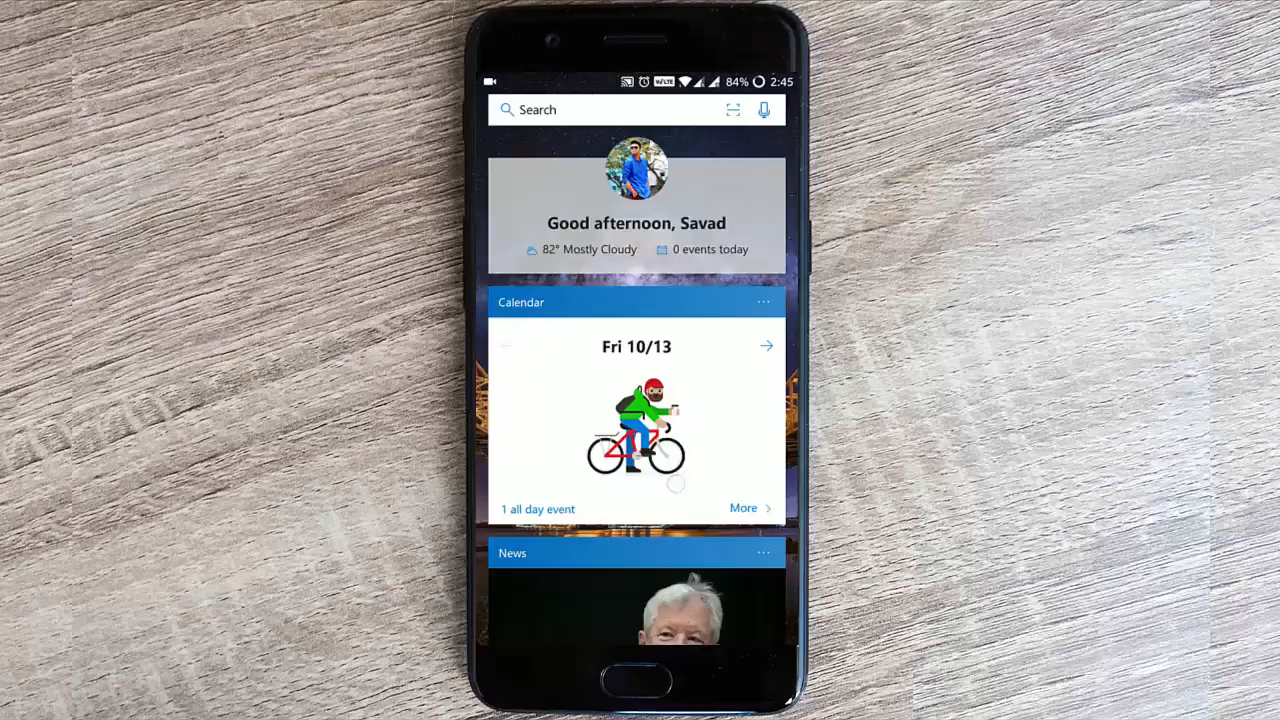 VoLTE 84% 2:45
Search
Good afternoon, Savad
82° Mostly Cloudy 0 events today
Calendar ...
Fri 10/13
1 all day event More
News ...